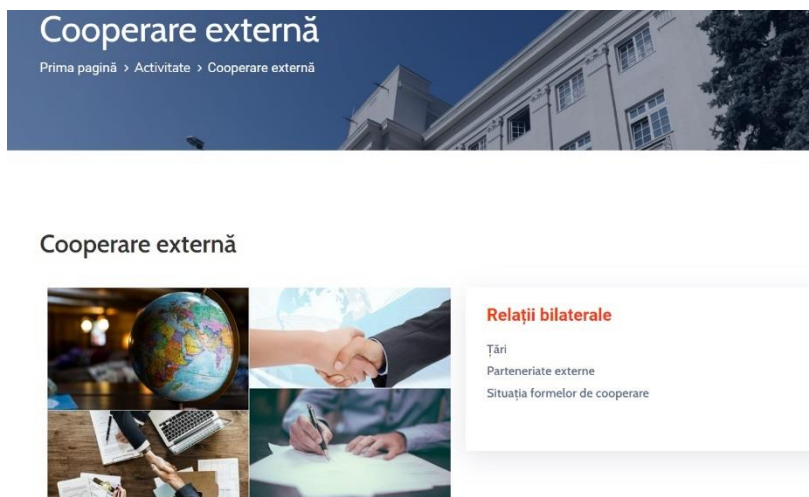 Cooperare externă
Prima pagină > Activitate > Cooperare externă
Cooperare externă
Relații bilaterale
Țări
Parteneriate externe
Situația formelor de cooperare